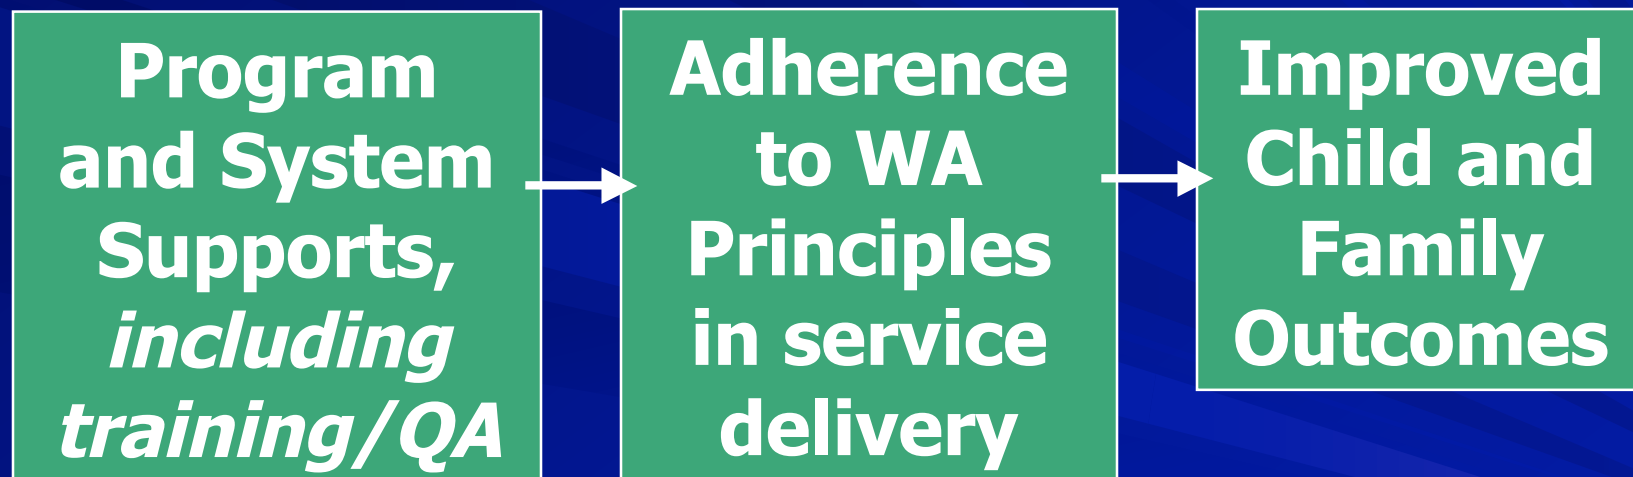 Program
and System
Supports,
including
training/QA
Adherence
to WA
Principles
in service
delivery
Improved
Child and
Family
Outcomes